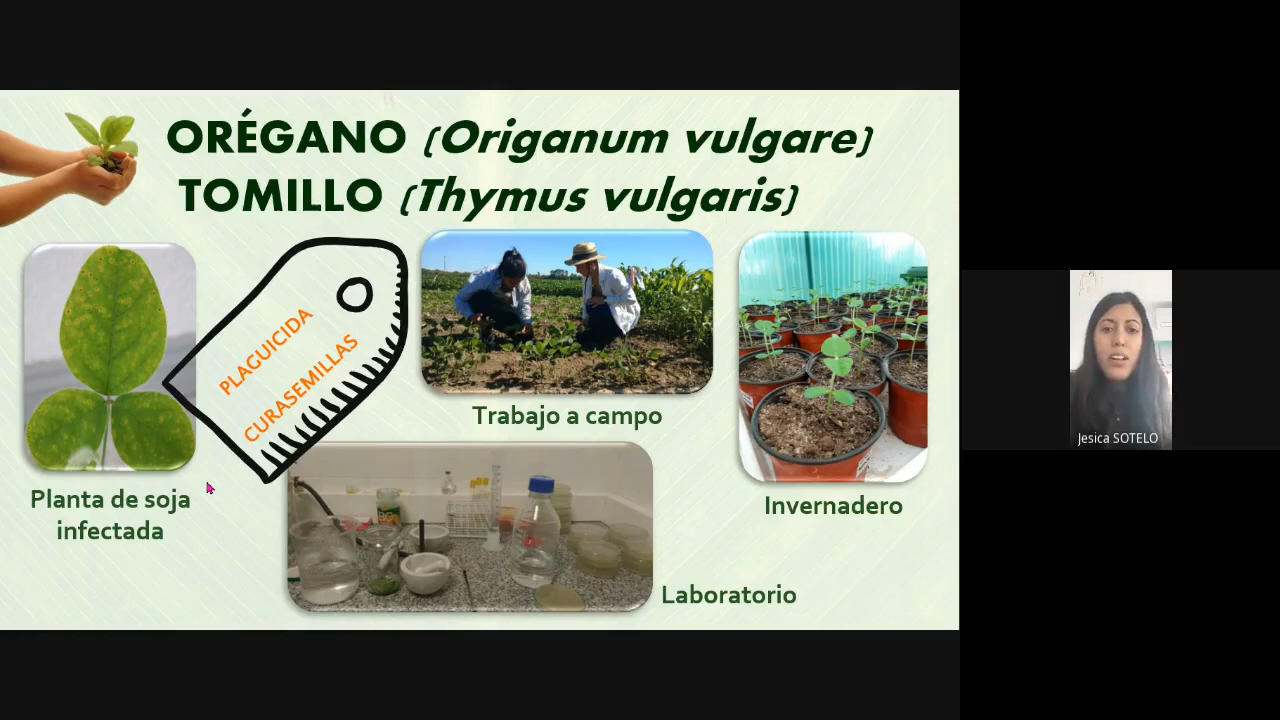 ORÉGANO (Origanum vulgare)
TOMILLO (Thymus vulgaris)
PLAGUICIDA
CURASEMILLAS
Trabajo a campo
Planta de soja
infectada
Invernadero
Laboratorio
Jesica SOTELO